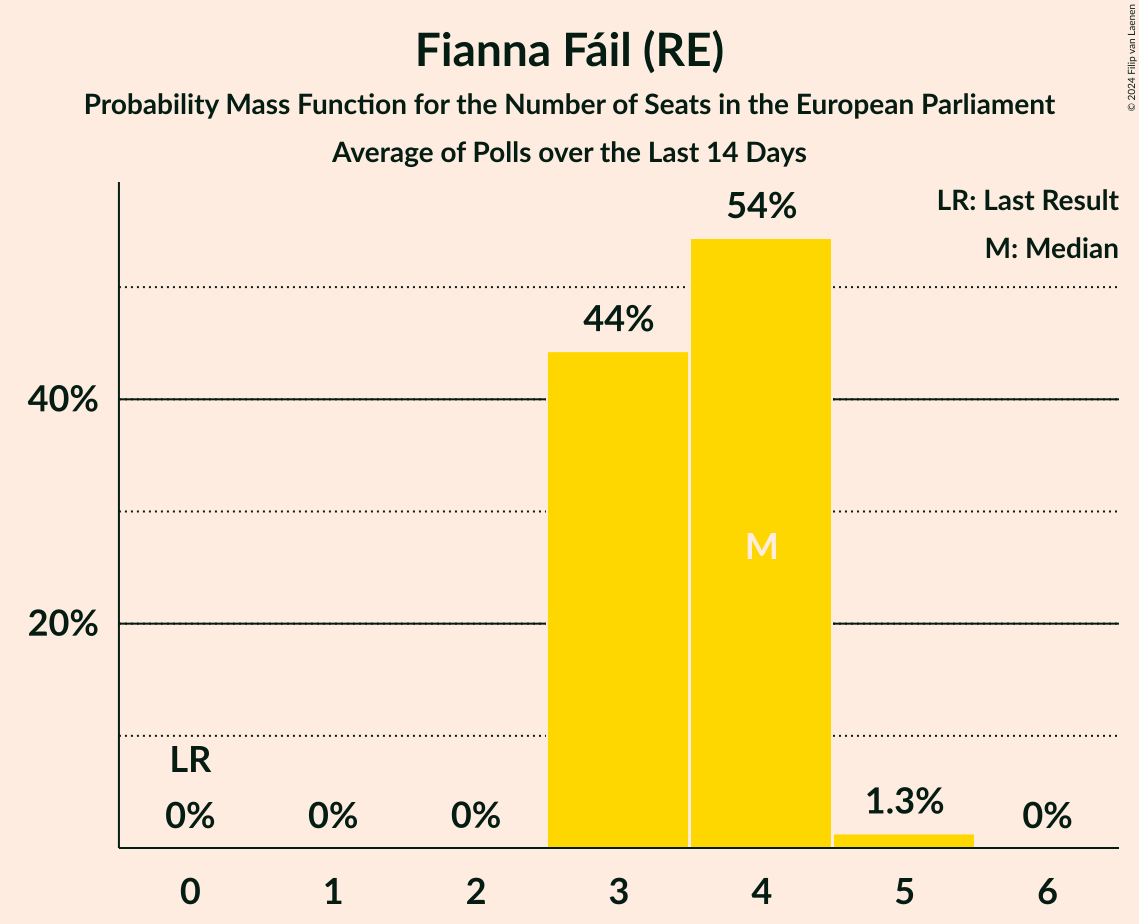 Fianna Fáil (RE)
Probability Mass Function for the Number of Seats in the European Parliament
Average of Polls over the Last 14 Days
© 2024 Filip van Laenen
LR: Last Result
M: Median
54%
44%
40%
M
20%
LR
0%
0%
0%
1.3%
0%
0
1
2
3
4
5
6